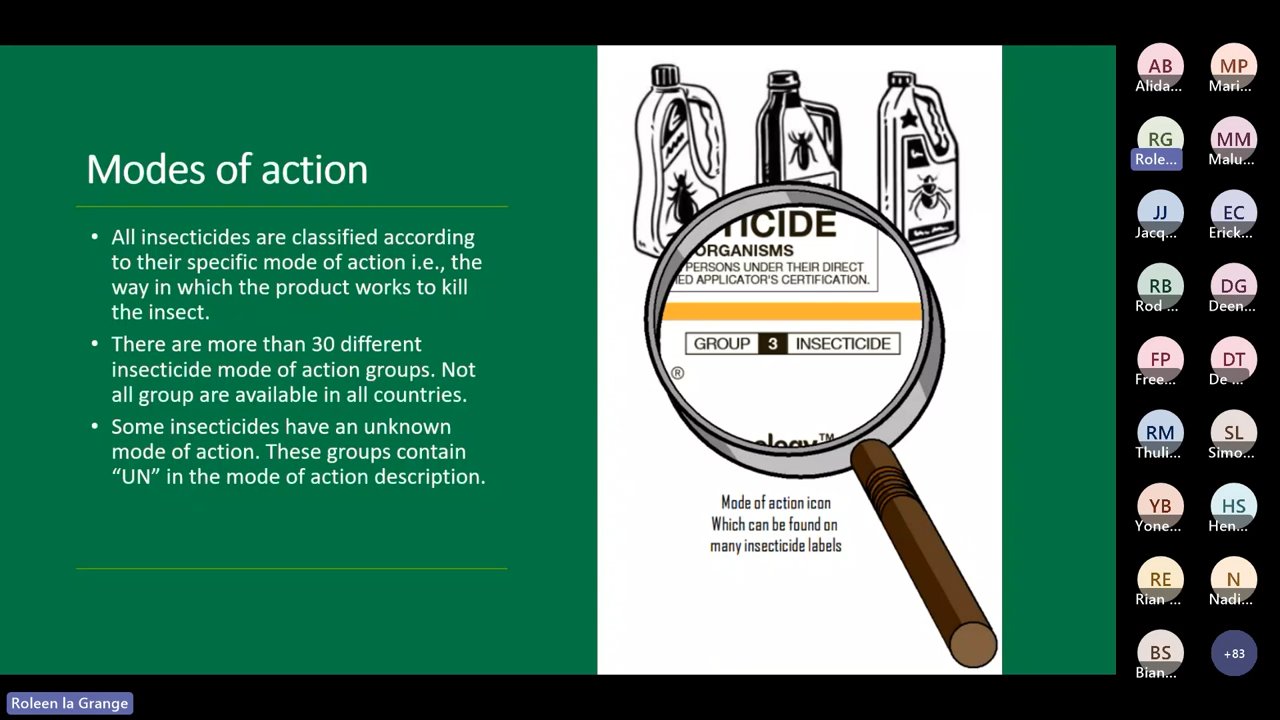 Modes of action
• All insecticides are classified according
to their specific mode of action i.e., the
way in which the product works to kill
the insect.
• There are more than 30 different
insecticide mode of action groups. Not
all group are available in all countries.
• Some insecticides have an unknown
mode of action. These groups contain
“UN” in the mode of action description.
TICIDE
ORGANISMS
PERSONS UNDER THEIR DIRECT
IED APPLICATOR'S CERTIFICATION.
GROUP 3 INSECTICIDE
®
ology™
Mode of action icon
Which can be found on
many insecticide labels
AB
Alida...
MP
Mari...
RG
Role...
MM
Malu...
JJ
Jacq...
EC
Erick...
RB
Rod ...
DG
Deen...
FP
Free...
DT
De ...
RM
Thuli...
SL
Simo...
YB
Yone...
HS
Hen...
RE
Rian ...
N
Nadi...
BS
Bian...
+83
Roleen la Grange